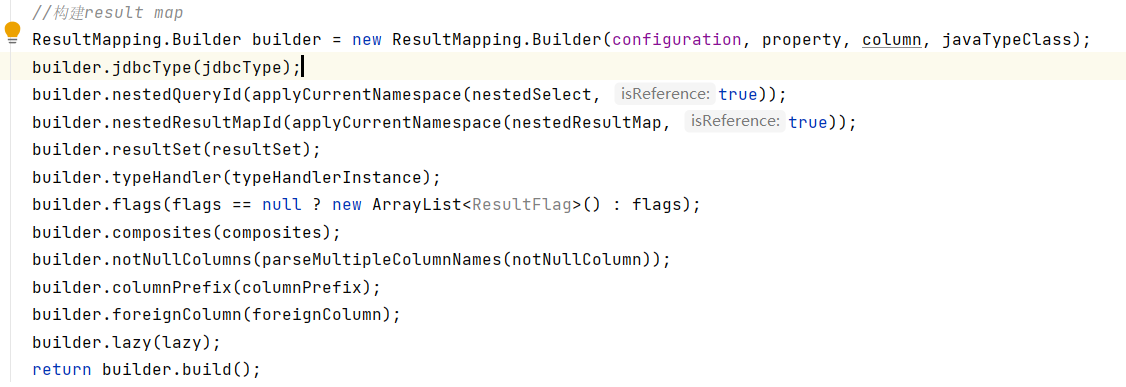 //构建result map
ResultMapping.Builder builder = new ResultMapping.Builder(configuration, property, column, javaTypeClass);
builder.jdbcType(jdbcType);
builder.nestedQueryId(applyCurrentNamespace(nestedSelect, isReference: true));
builder.nestedResultMapId(applyCurrentNamespace(nestedResultMap, isReference: true));
builder.resultSet(resultSet);
builder.typeHandler(typeHandlerInstance);
builder.flags(flags == null ? new ArrayList<ResultFlag>() : flags);
builder.composites(composites);
builder.notNullColumns(parseMultipleColumnNames(notNullColumn));
builder.columnPrefix(columnPrefix);
builder.foreignColumn(foreignColumn);
builder.lazy(lazy);
return builder.build();